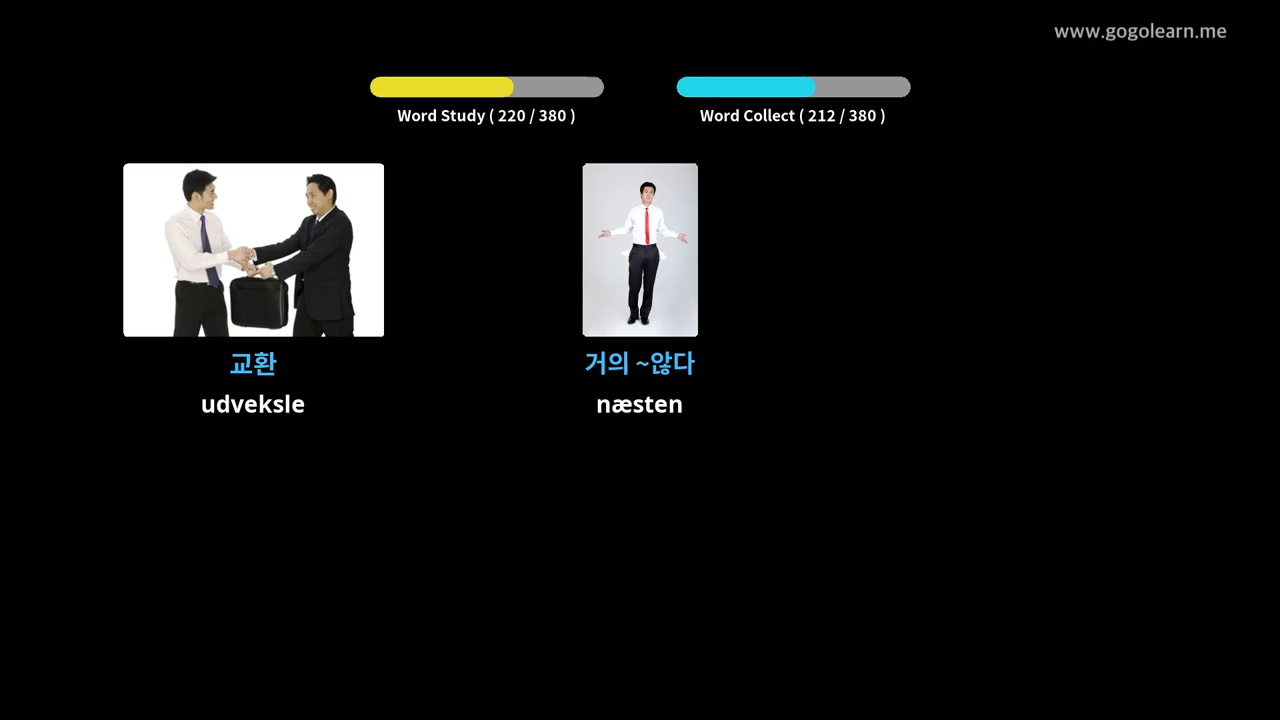 www.gogolearn.me
Word Study ( 220 / 380 )
Word Collect ( 212 / 380 )
교환
거의 ~않다
udveksle
næsten